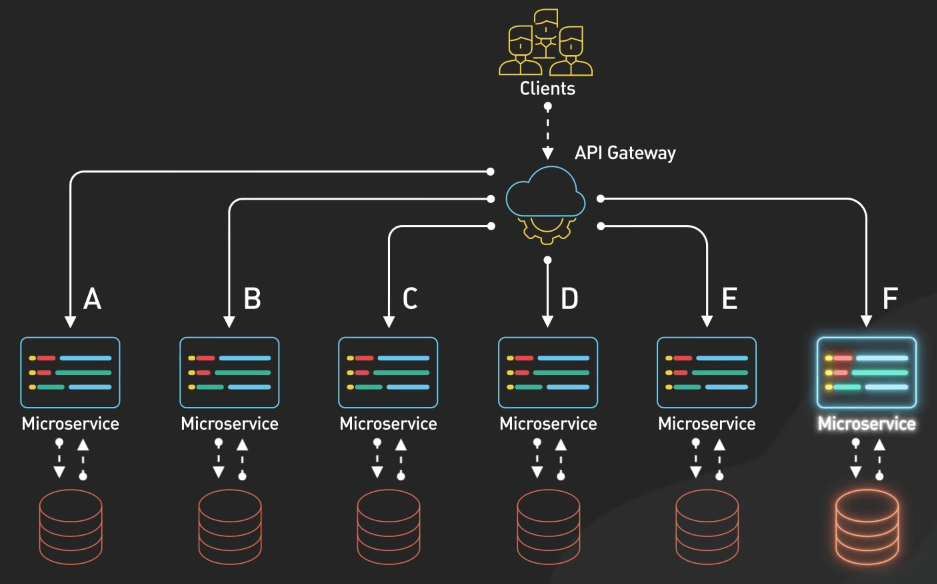 Clients
API Gateway
A
B
C
D
E
F
Microservice
Microservice
Microservice
Microservice
Microservice
Microservice